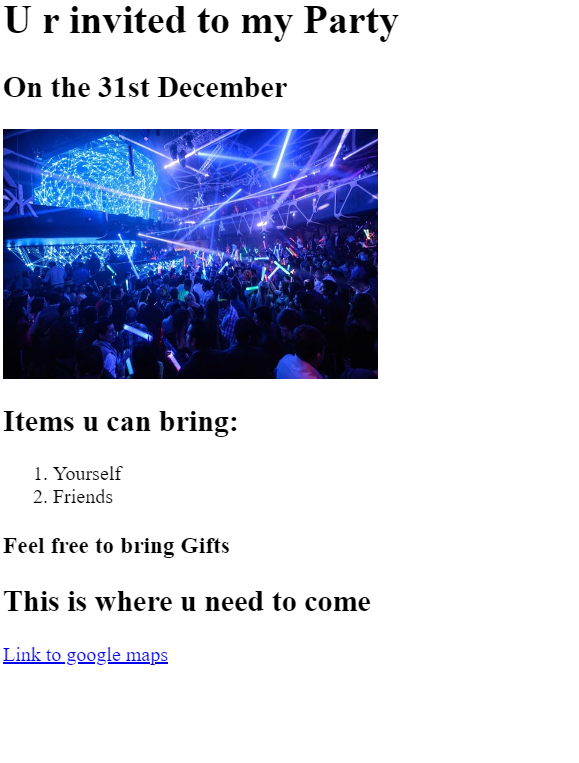 U r invited to my Party
On the 31st December
Items u can bring:
1. Yourself
2. Friends
Feel free to bring Gifts
This is where u need to come
Link to google maps